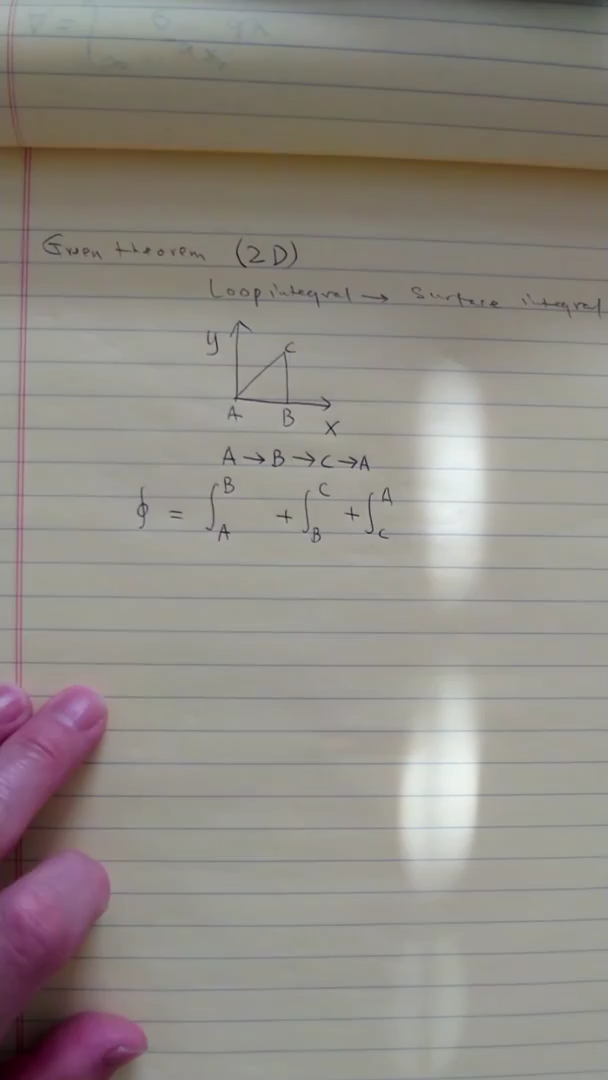 Green theorem (2D)
Loop integral → Surface integral
y
C
A B
x
A → B → C → A
∮ = ∫_A^B + ∫_B^C + ∫_C^A